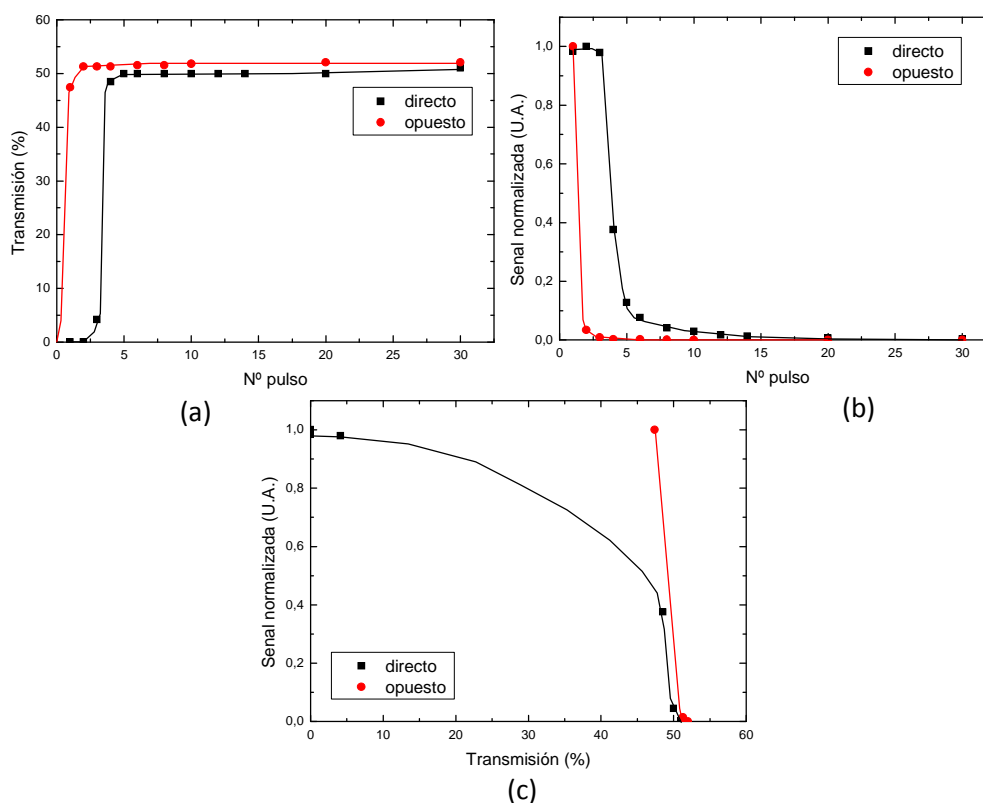 60
50
40
30
20
10
0
Transmisión (%)
0 5 10 15 20 25 30
Nº pulso
directo
opuesto
(a)
1,0
0,8
0,6
0,4
0,2
0,0
Senal normalizada (U.A.)
0 5 10 15 20 25 30
Nº pulso
directo
opuesto
(b)
1,0
0,8
0,6
0,4
0,2
0,0
Senal normalizada (U.A.)
directo
opuesto
0 10 20 30 40 50 60
Transmisión (%)
(c)